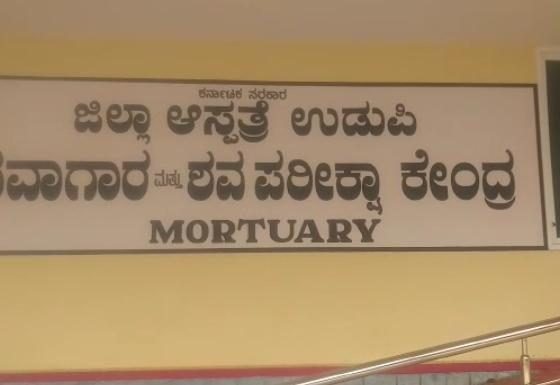 ಕರ್ನಾಟಕ ಸರಕಾರ
ಜಿಲ್ಲಾ ಆಸ್ಪತ್ರೆ ಉಡುಪಿ
ಮತ್ತು ಶವ ಪರೀಕ್ಷಾ ಕೇಂದ್ರ
MORTUARY